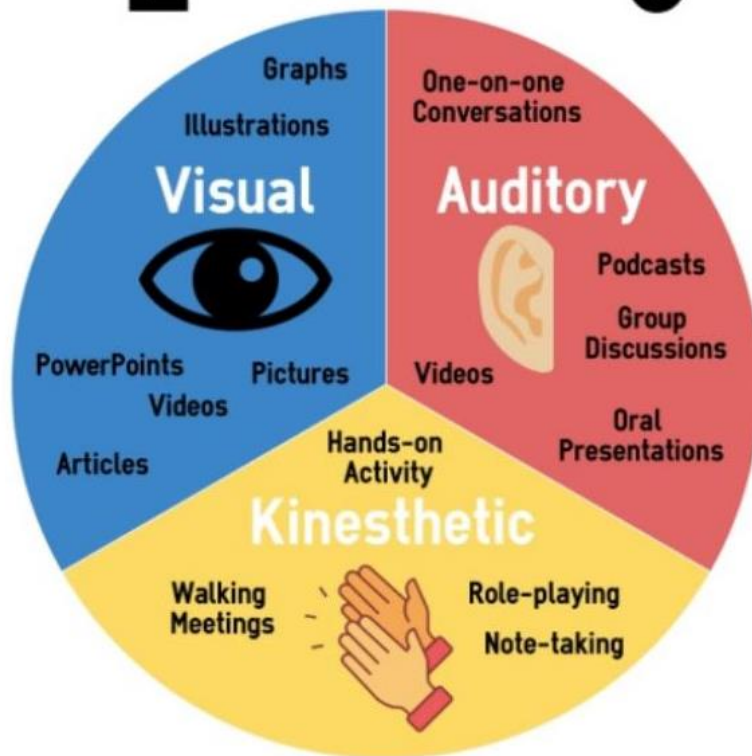 Graphs
Illustrations
Visual
PowerPoints
Pictures
Videos
Articles
One-on-one
Conversations
Auditory
Podcasts
Group
Discussions
Videos
Oral
Presentations
Hands-on
Activity
Kinesthetic
Walking
Meetings
Role-playing
Note-taking